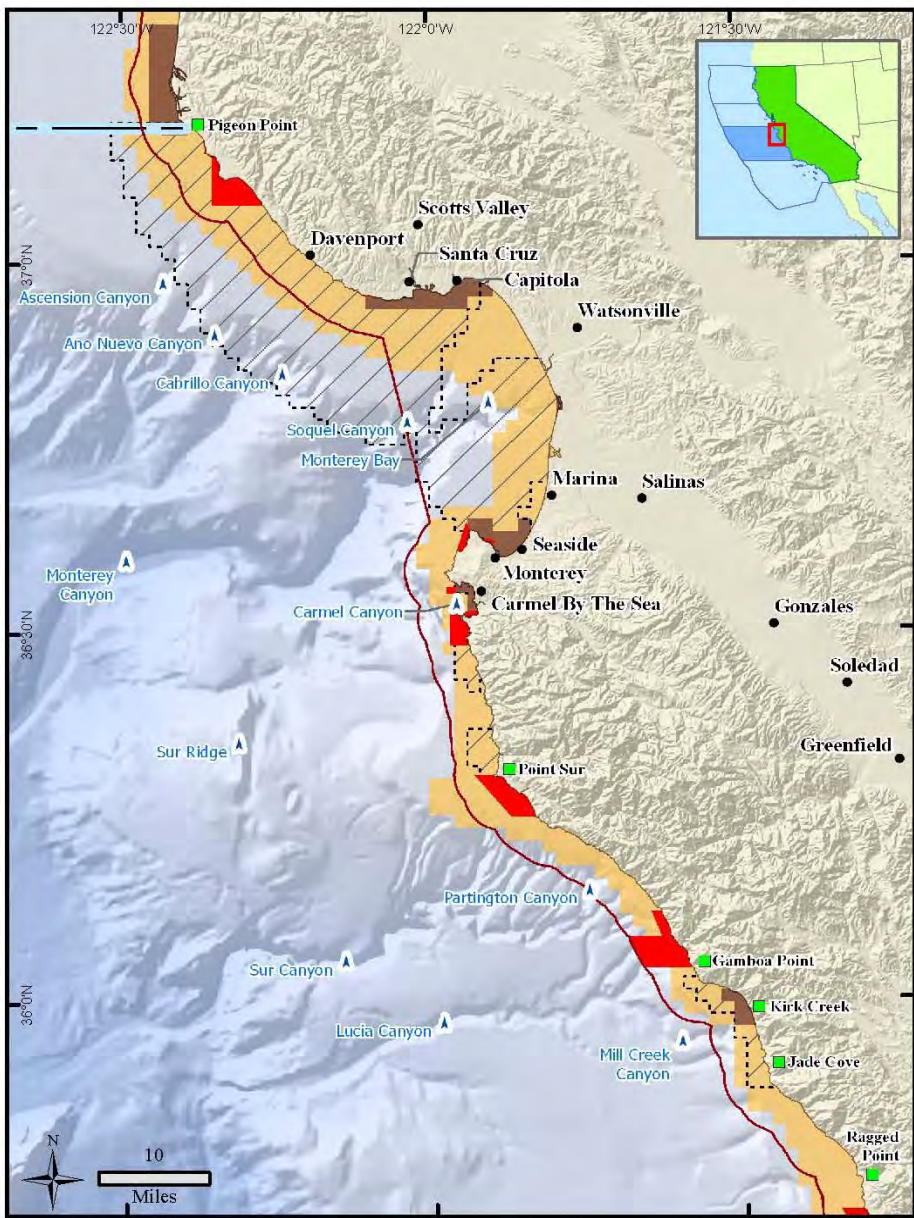 122°30'W
122°0'W
121°30'W
Pigeon Point
Scotts Valley
Davenport
Santa Cruz
37°0'N
Capitola
Ascension Canyon
Watsonville
Ano Nuevo Canyon
Cabrillo Canyon
Soquel Canyon
Monterey Bay
Marina
Salinas
Seaside
Monterey
Monterey
Canyon
Carmel Canyon
Carmel By The Sea
Gonzales
36°30'N
Soledad
Sur Ridge
Greenfield
Point Sur
Partington Canyon
Sur Canyon
Gamboa Point
36°0'N
Kirk Creek
Lucia Canyon
Mill Creek
Canyon
Jade Cove
Ragged
Point
N
10
Miles